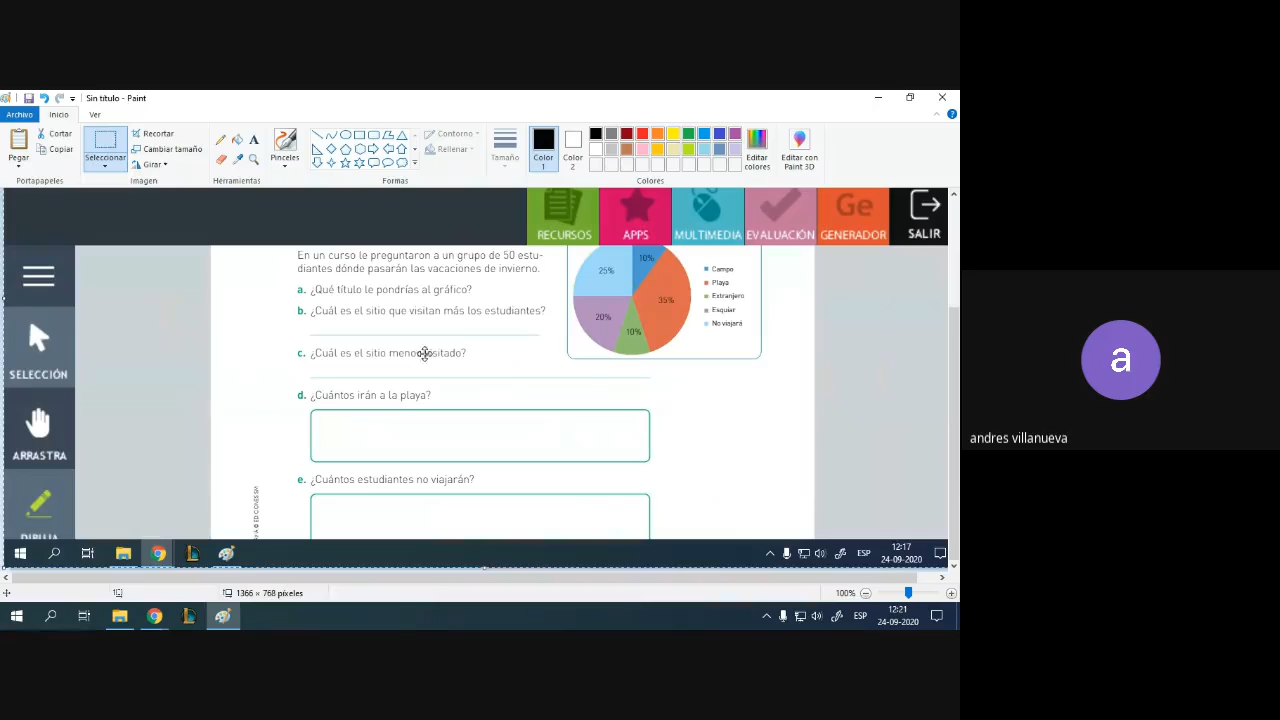 Sin título - Paint
Archivo
Inicio
Ver
Pegar
Cortar
Copiar
Portapapeles
Seleccionar
Recortar
Cambiar tamaño
Girar
Imagen
Herramientas
Pinceles
Contorno
Rellenar
Formas
Tamaño
Color
1
Color
2
Editar
colores
Editar con
Paint 3D
Colores
RECURSOS
APPS
MULTIMEDIA
EVALUACIÓN
Ge
GENERADOR
SALIR
SELECCIÓN
ARRASTRA
En un curso le preguntaron a un grupo de 50 estu-
diantes dónde pasarán las vacaciones de invierno.
a. ¿Qué título le pondrías al gráfico?
b. ¿Cuál es el sitio que visitan más los estudiantes?
c. ¿Cuál es el sitio menos
d. ¿Cuántos irán a la playa?
e. ¿Cuántos estudiantes no viajarán?
10%
25%
35%
20%
10%
Campo
Playa
Extranjero
Esquiar
No viajará
ESP
12:17
24-09-2020
1366 × 768 píxeles
100%
ESP
12:21
24-09-2020
a
andres villanueva